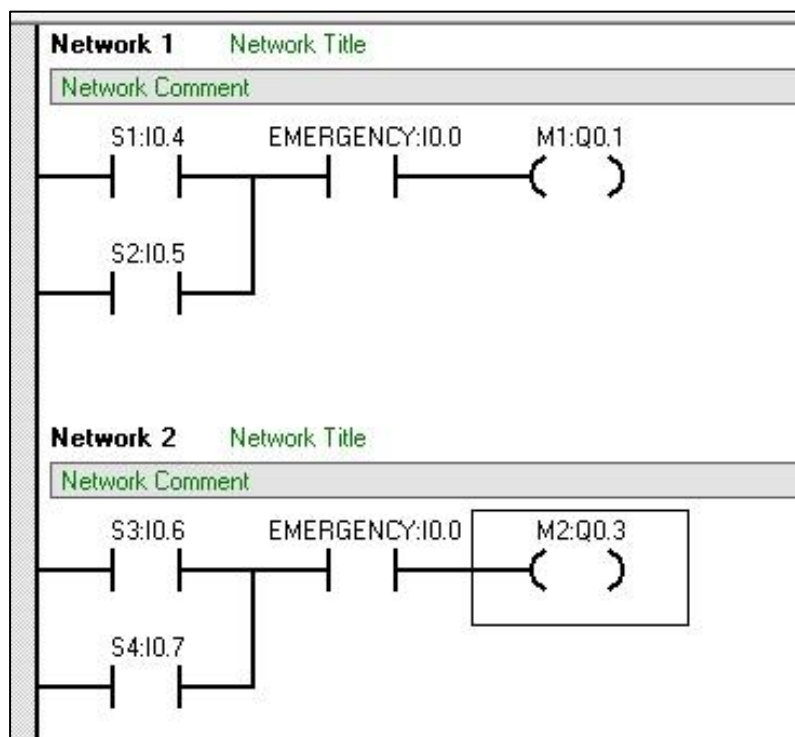 Network 1 Network Title
Network Comment
S1:I0.4 EMERGENCY:I0.0 M1:Q0.1
S2:I0.5
Network 2 Network Title
Network Comment
S3:I0.6 EMERGENCY:I0.0 M2:Q0.3
S4:I0.7